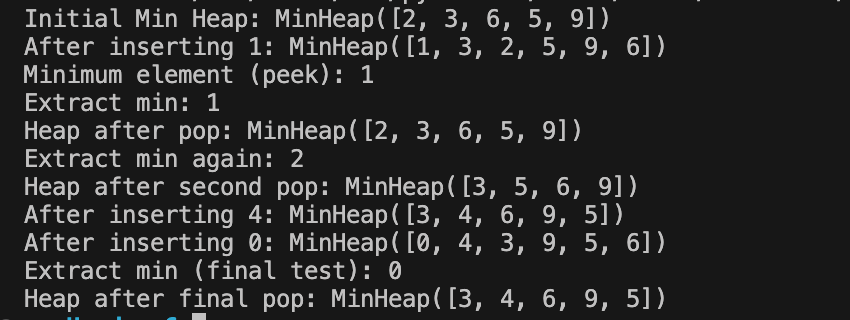 Initial Min Heap: MinHeap([2, 3, 6, 5, 9])
After inserting 1: MinHeap([1, 3, 2, 5, 9, 6])
Minimum element (peek): 1
Extract min: 1
Heap after pop: MinHeap([2, 3, 6, 5, 9])
Extract min again: 2
Heap after second pop: MinHeap([3, 5, 6, 9])
After inserting 4: MinHeap([3, 4, 6, 9, 5])
After inserting 0: MinHeap([0, 4, 3, 9, 5, 6])
Extract min (final test): 0
Heap after final pop: MinHeap([3, 4, 6, 9, 5])